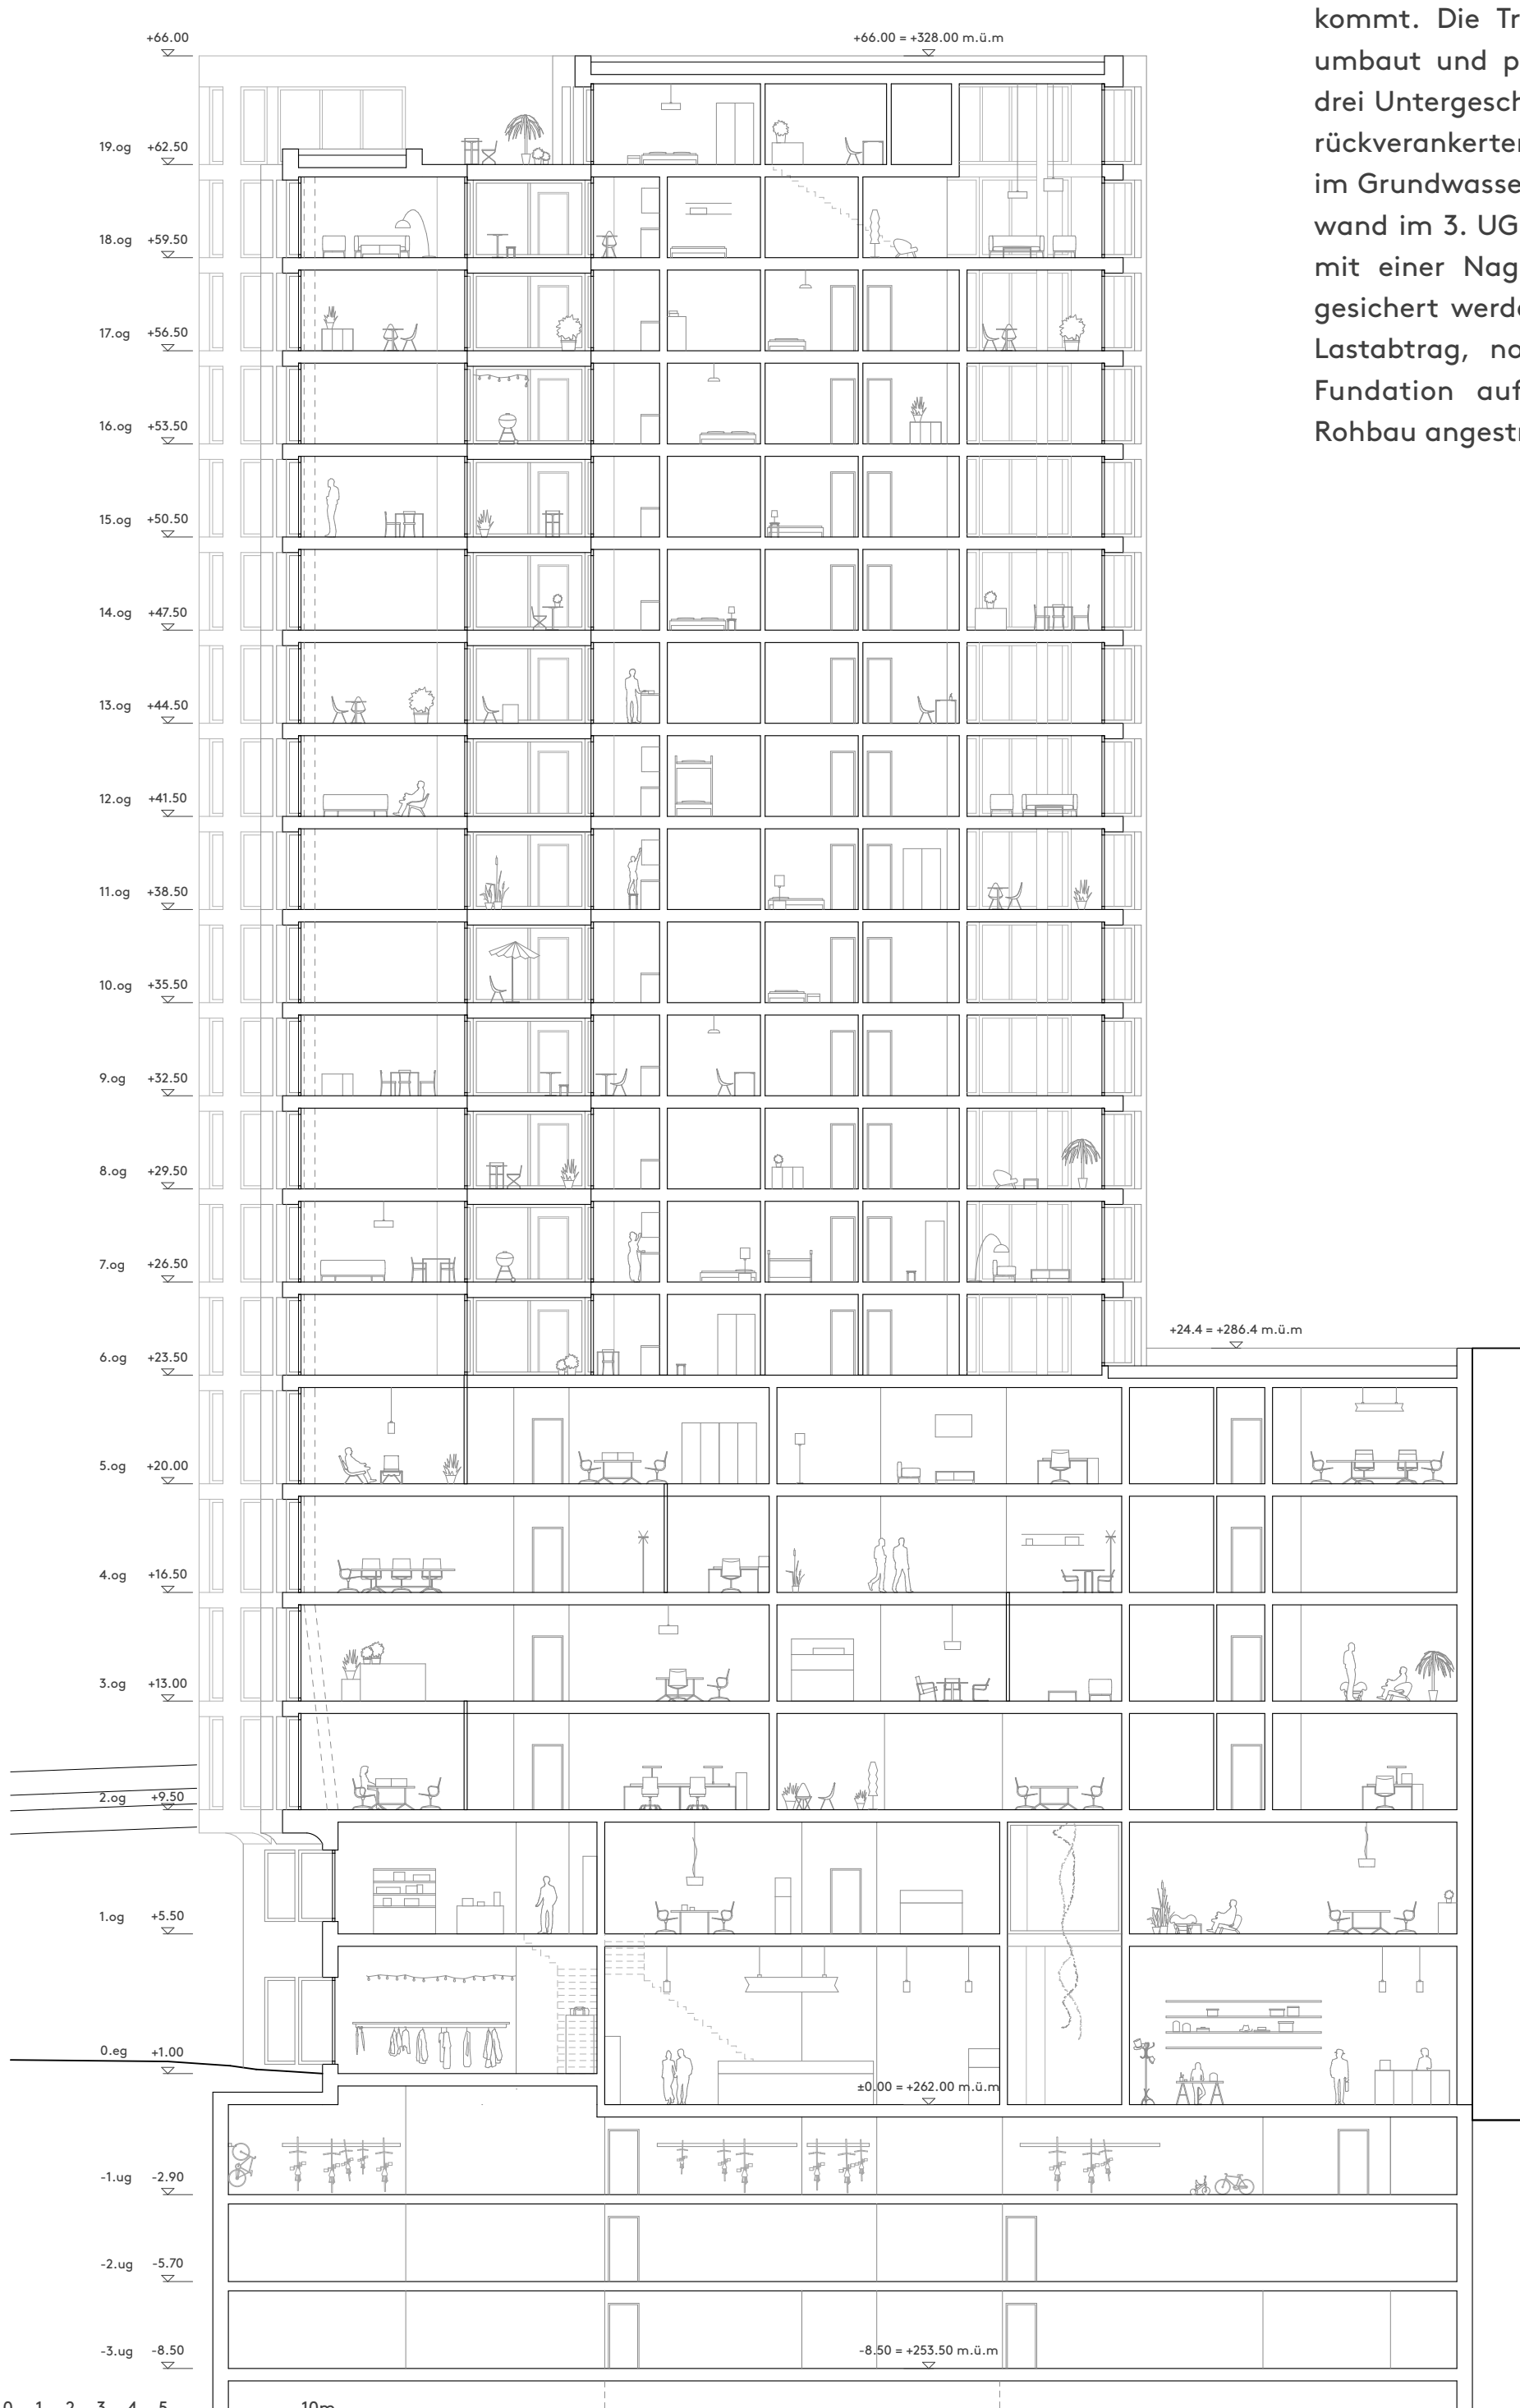 kommt. Die Tr
umbaut und p
drei Untergesch
rückverankerter
im Grundwasse
wand im 3. UG
mit einer Nag
gesichert werde
Lastabtrag, no
Fundation auf
Rohbau angestr
+66.00
+66.00 = +328.00 m.ü.m
19.og +62.50
18.og +59.50
17.og +56.50
16.og +53.50
15.og +50.50
14.og +47.50
13.og +44.50
12.og +41.50
11.og +38.50
10.og +35.50
9.og +32.50
8.og +29.50
7.og +26.50
+24.4 = +286.4 m.ü.m
6.og +23.50
5.og +20.00
4.og +16.50
3.og +13.00
2.og +9.50
1.og +5.50
0.eg +1.00
±0.00 = +262.00 m.ü.m
-1.ug -2.90
-2.ug -5.70
-3.ug -8.50
-8.50 = +253.50 m.ü.m
0 1 2 3 4 5 10m